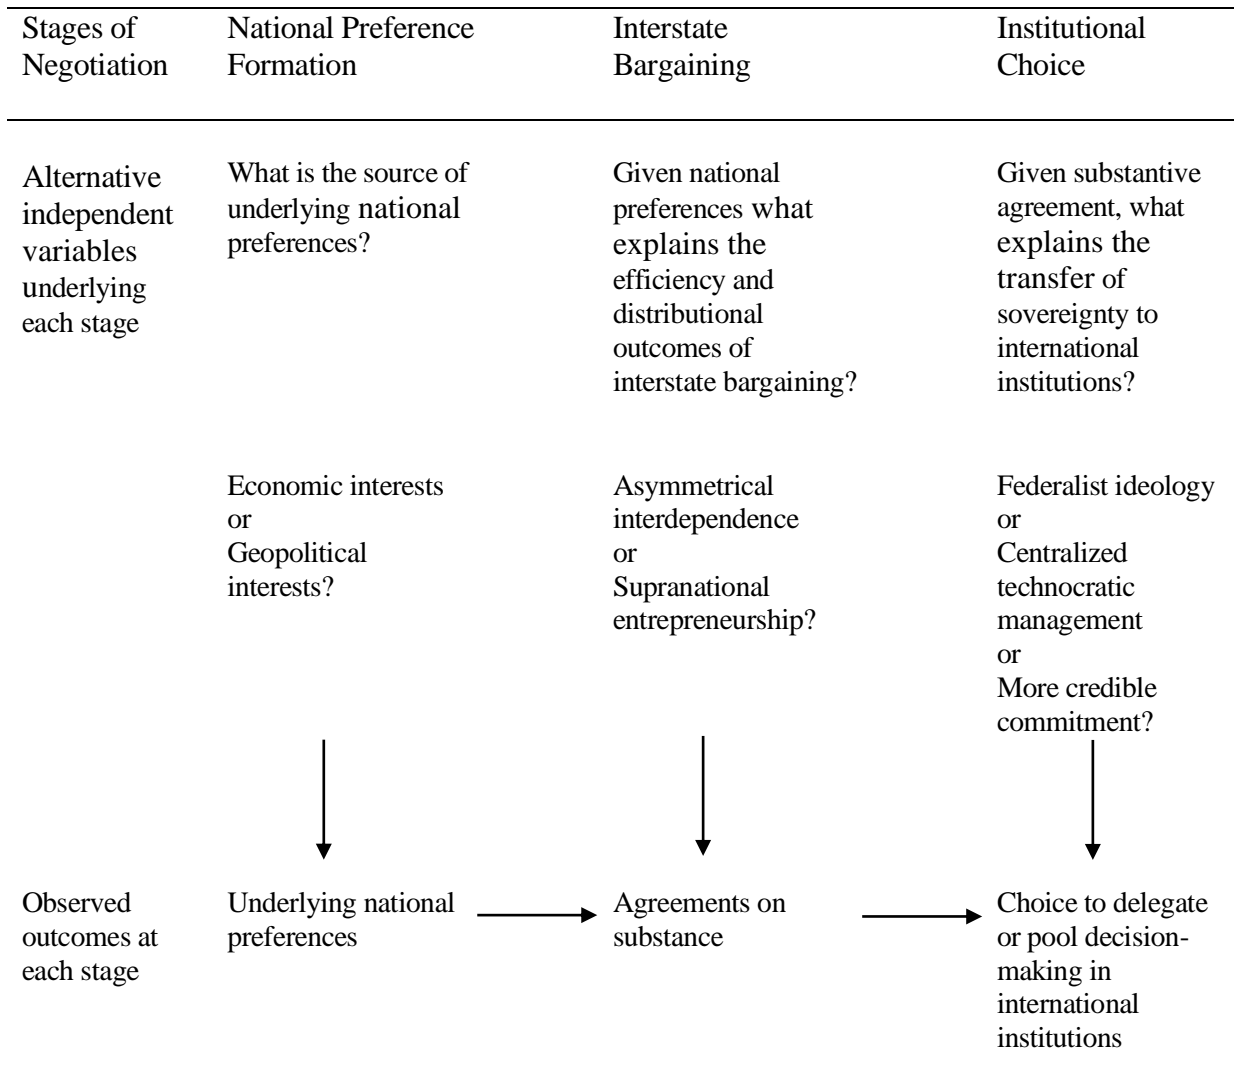 Stages of
Negotiation
National Preference
Formation
Interstate
Bargaining
Institutional
Choice
Alternative
independent
variables
underlying
each stage
What is the source of
underlying national
preferences?
Given national
preferences what
explains the
efficiency and
distributional
outcomes of
interstate bargaining?
Given substantive
agreement, what
explains the
transfer of
sovereignty to
international
institutions?
Economic interests
or
Geopolitical
interests?
Asymmetrical
interdependence
or
Supranational
entrepreneurship?
Federalist ideology
or
Centralized
technocratic
management
or
More credible
commitment?
Observed
outcomes at
each stage
Underlying national
preferences
Agreements on
substance
Choice to delegate
or pool decision-
making in
international
institutions